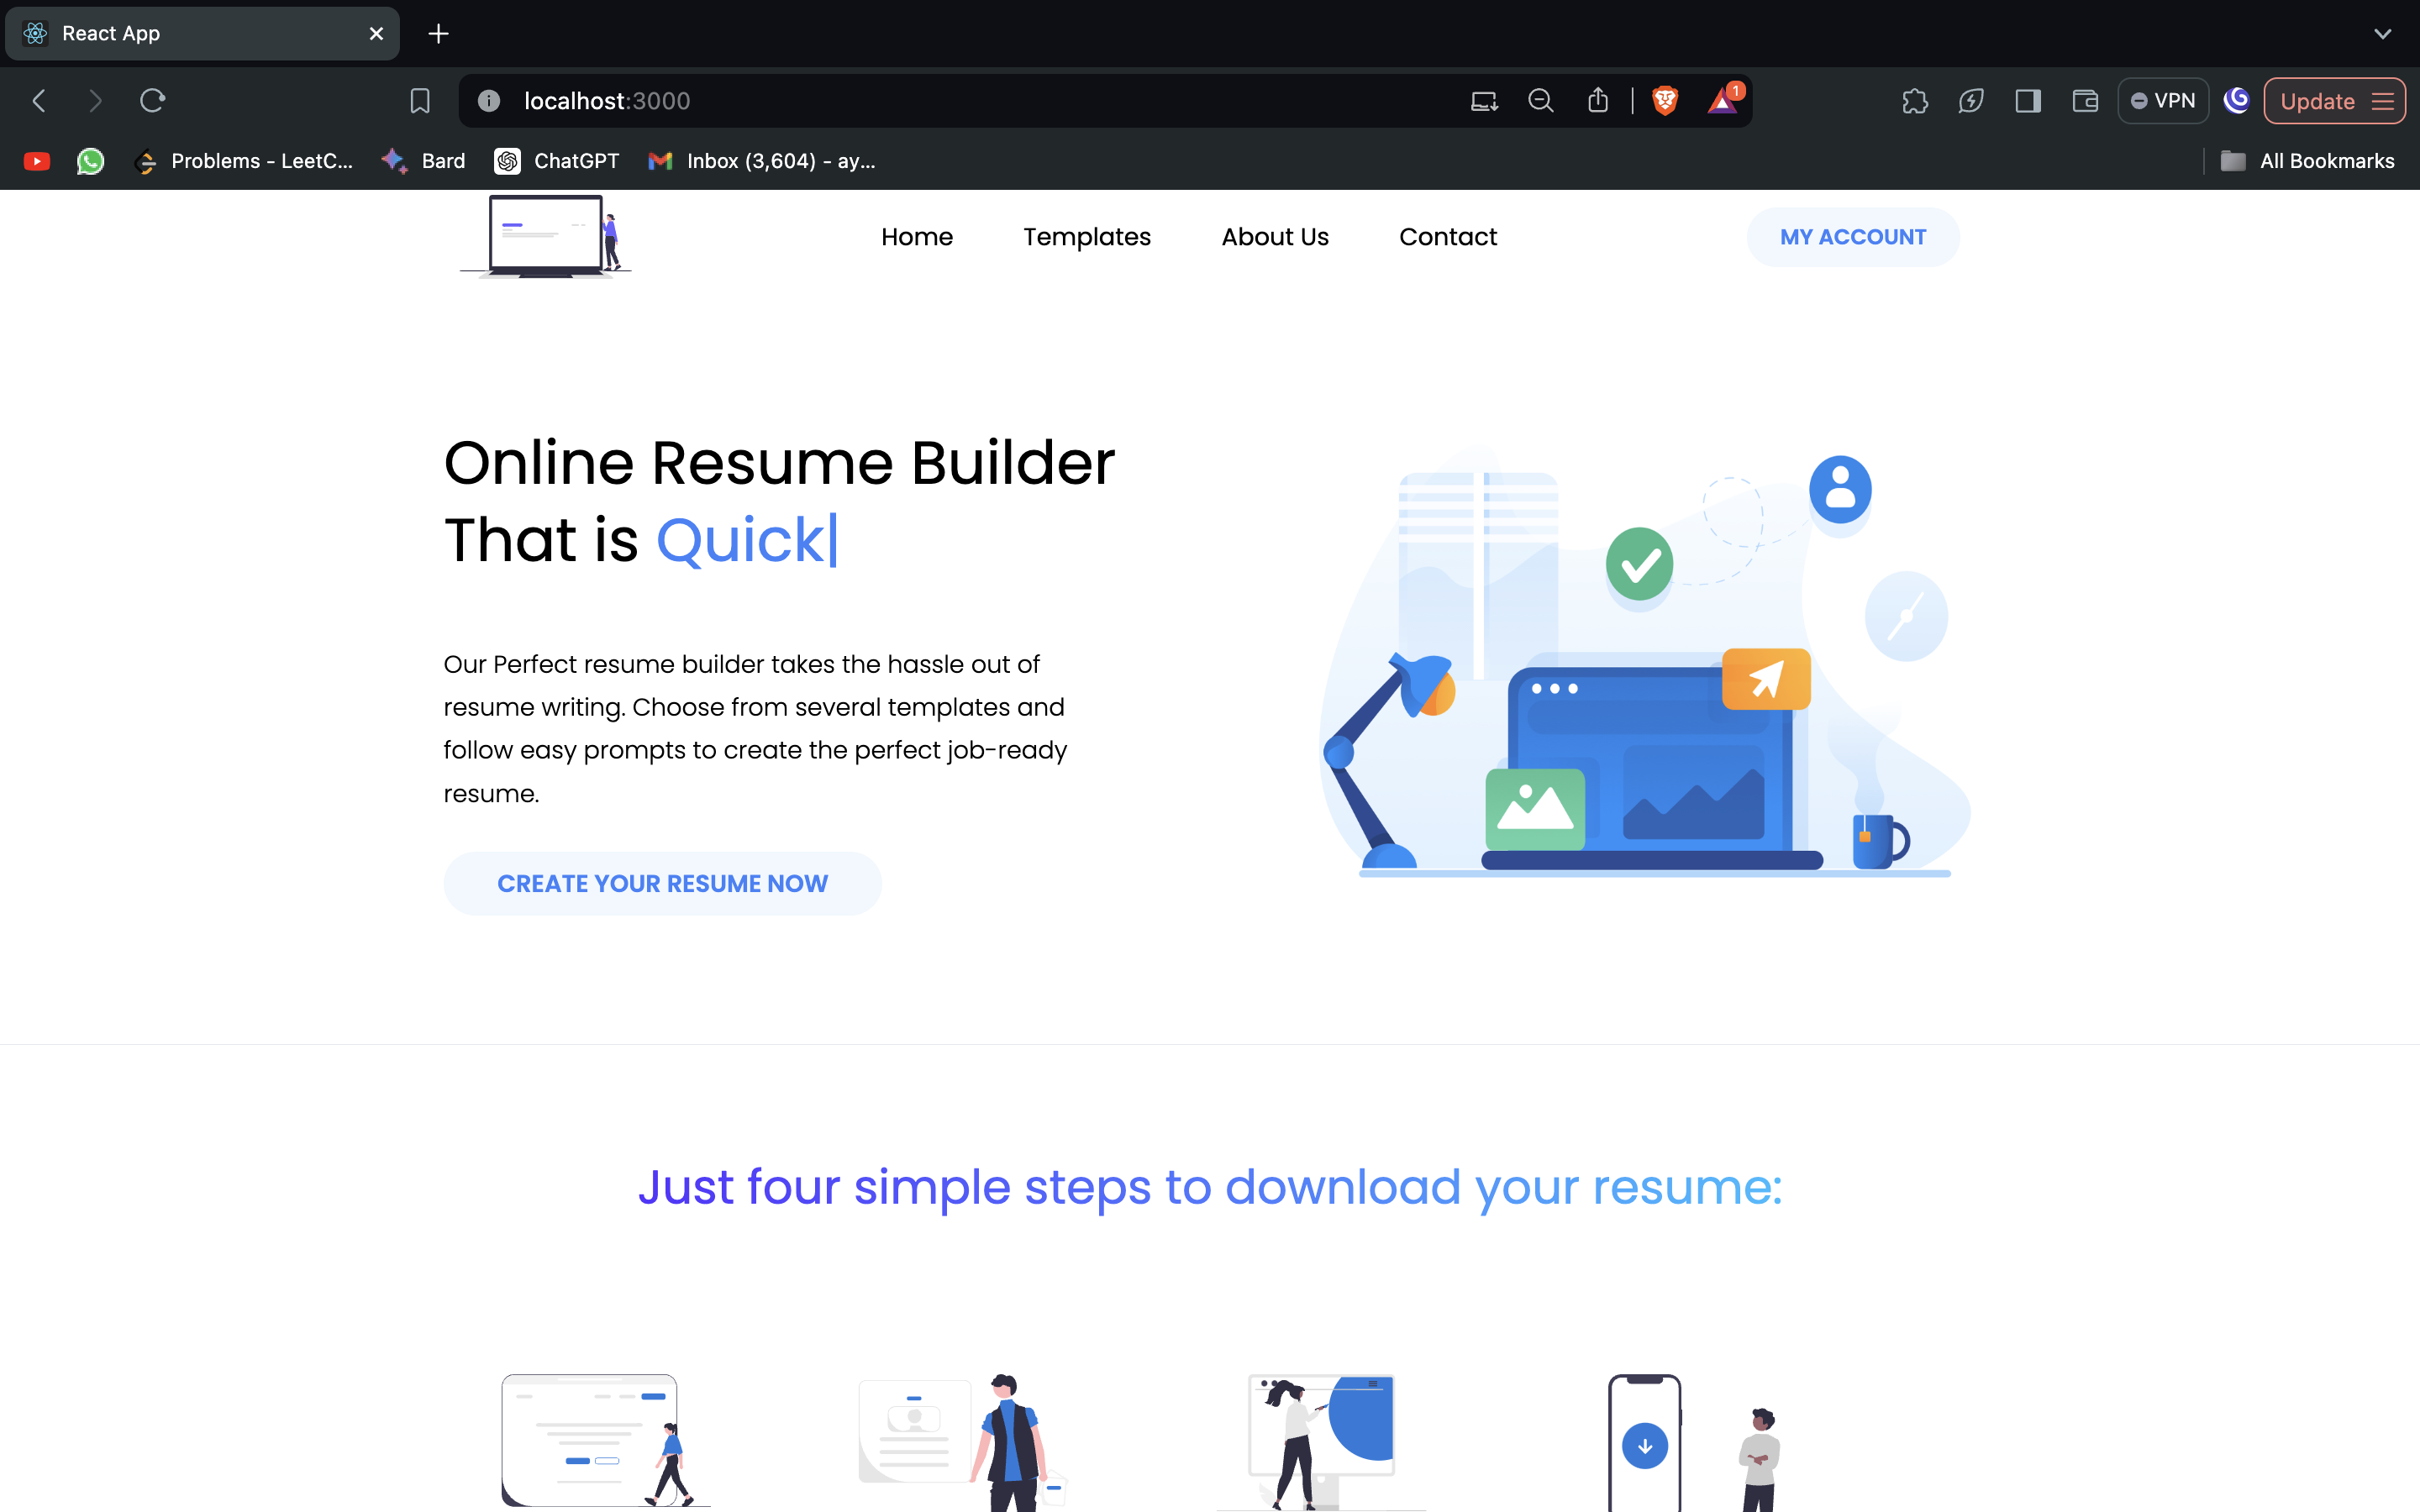 React App
localhost:3000
1
VPN
Update
Problems - LeetC...
Bard
ChatGPT
Inbox (3,604) - ay...
All Bookmarks
Home
Templates
About Us
Contact
MY ACCOUNT
Online Resume Builder
That is Quick|
Our Perfect resume builder takes the hassle out of
resume writing. Choose from several templates and
follow easy prompts to create the perfect job-ready
resume.
CREATE YOUR RESUME NOW
Just four simple steps to download your resume: